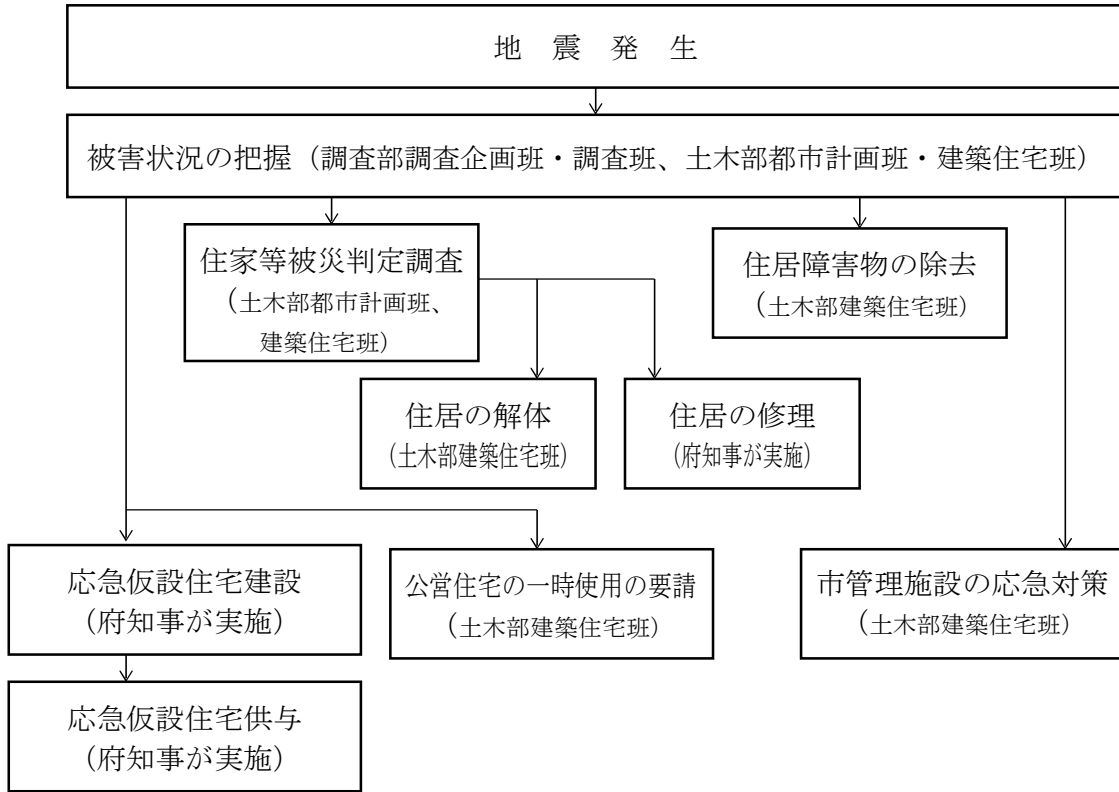 地　震　発　生
被害状況の把握（調査部調査企画班・調査班、土木部都市計画班・建築住宅班）
住家等被災判定調査
（土木部都市計画班、
建築住宅班）
住居障害物の除去
（土木部建築住宅班）
住居の解体
（土木部建築住宅班）
住居の修理
（府知事が実施）
応急仮設住宅建設
（府知事が実施）
公営住宅の一時使用の要請
（土木部建築住宅班）
市管理施設の応急対策
（土木部建築住宅班）
応急仮設住宅供与
（府知事が実施）